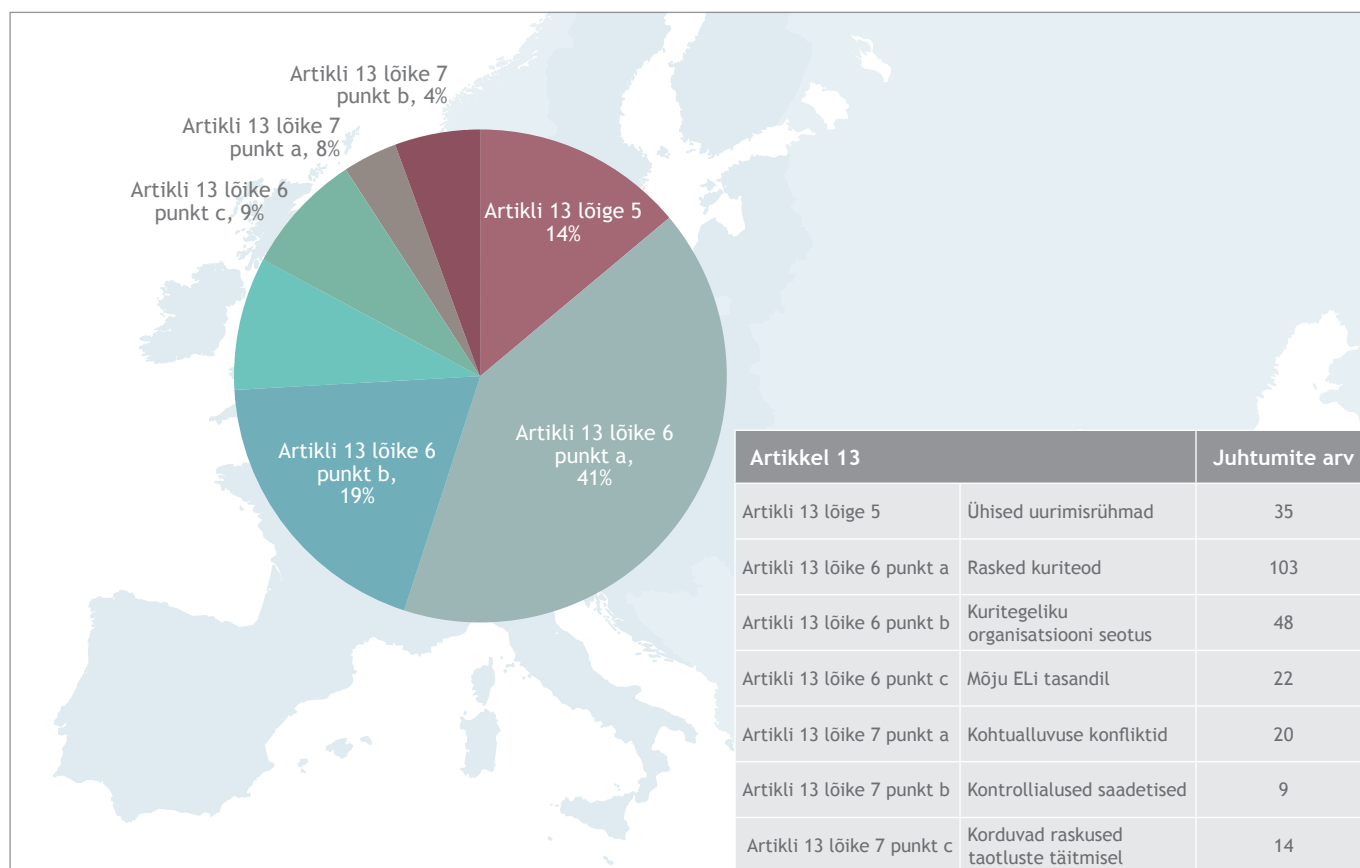 Artikli 13 lõike 7
punkt b, 4%
Artikli 13 lõike 7
punkt a, 8%
Artikli 13 lõike 6
punkt c, 9%
Artikli 13 lõige 5
14%
Artikli 13 lõike 6
punkt a,
41%
Artikli 13 lõike 6
punkt b,
19%
Artikkel 13 Juhtumite arv
Artikli 13 lõige 5 Ühised uurimisrühmad 35
Artikli 13 lõike 6 punkt a Rasked kuriteod 103
Artikli 13 lõike 6 punkt b Kuritegeliku
organisatsiooni seotus 48
Artikli 13 lõike 6 punkt c Mõju ELi tasandil 22
Artikli 13 lõike 7 punkt a Kohtualluvuse konfliktid 20
Artikli 13 lõike 7 punkt b Kontrollialused saadetised 9
Artikli 13 lõike 7 punkt c Korduvad raskused
taotluste täitmisel 14